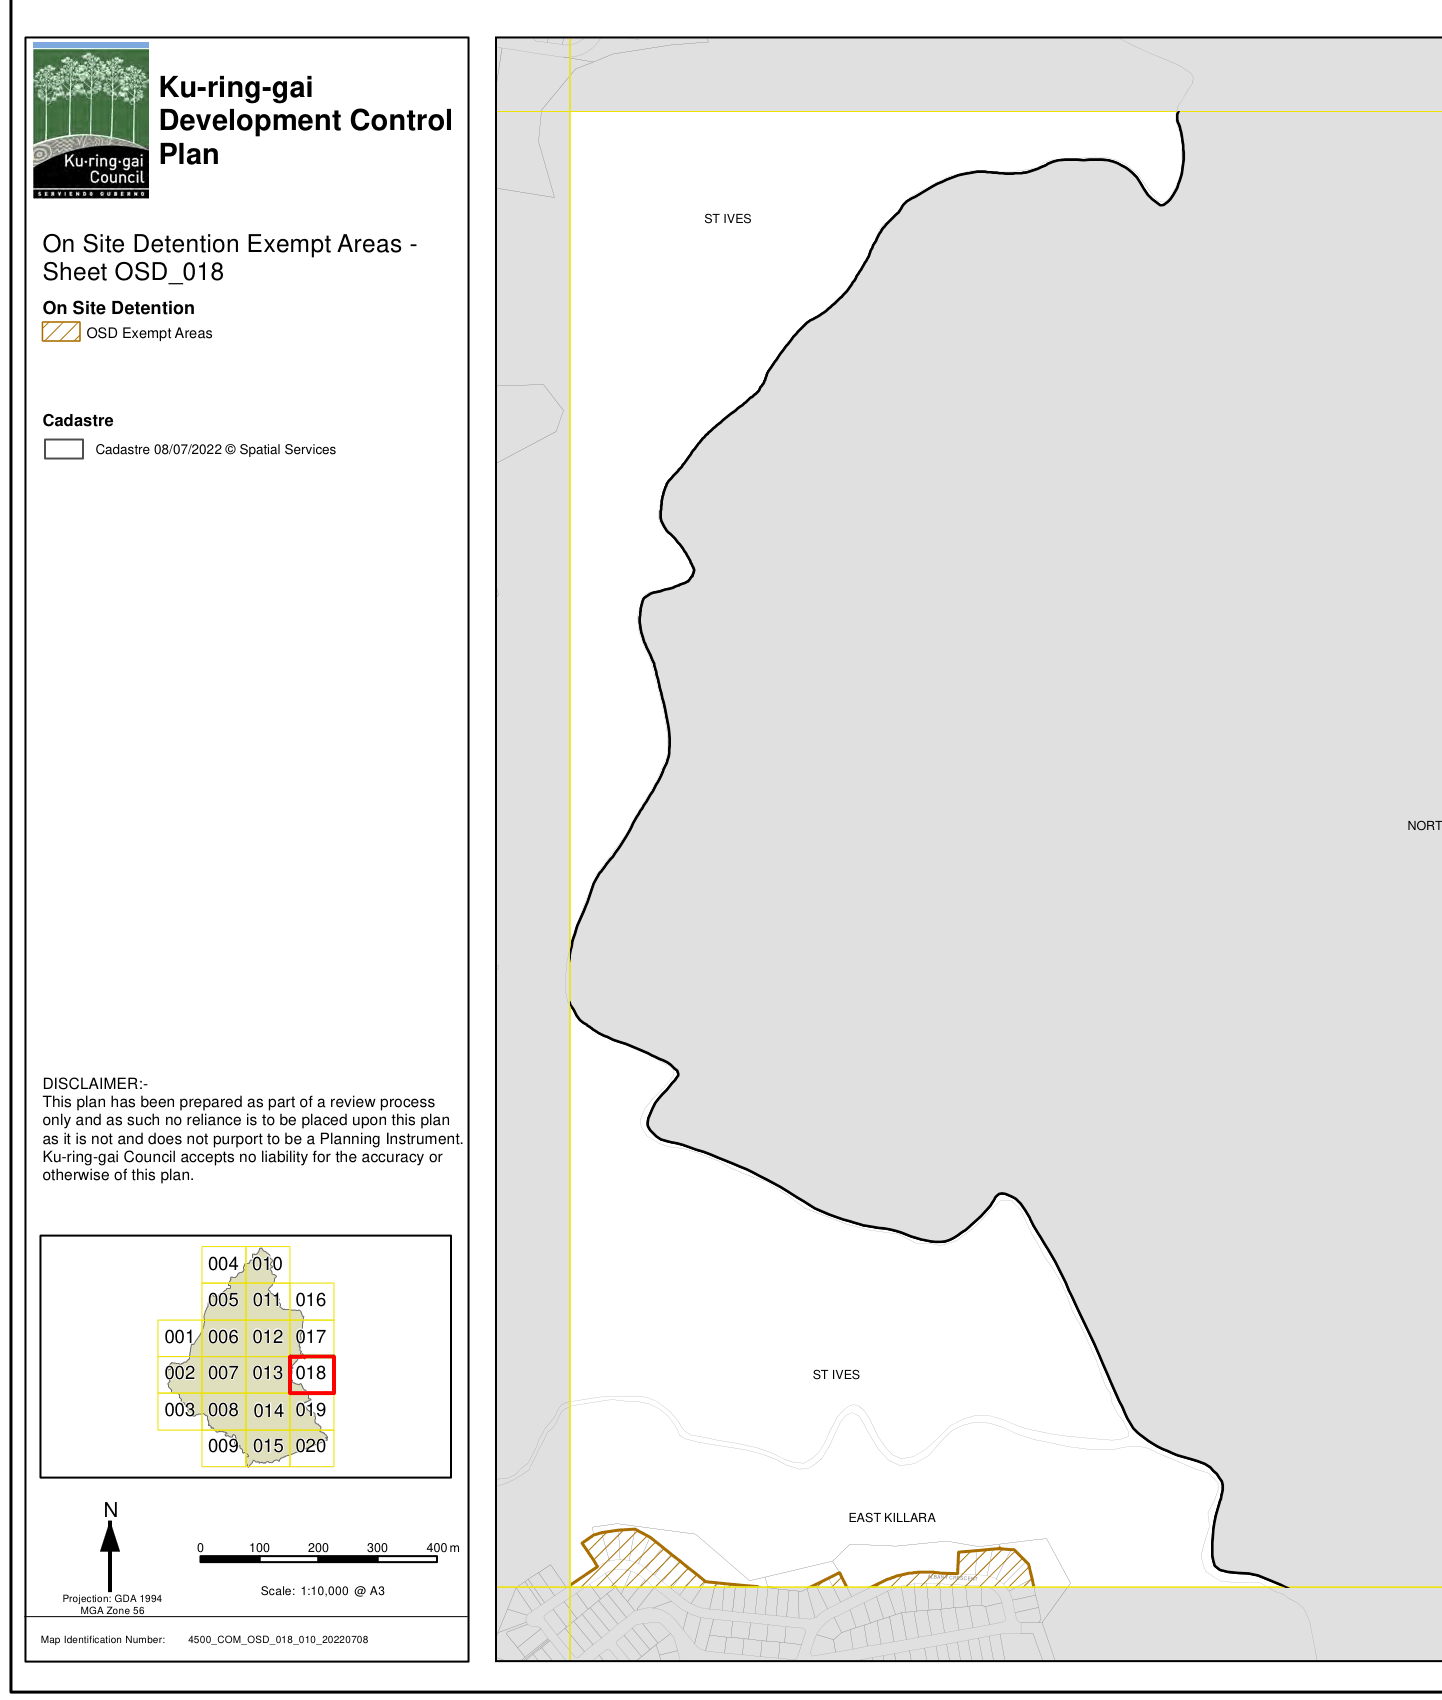 Ku-ring-gai
Development Control
Plan
Ku-ring-gai
Council
SERVIENDO GUBERNO
On Site Detention Exempt Areas -
Sheet OSD_018
On Site Detention
OSD Exempt Areas
Cadastre
Cadastre 08/07/2022 © Spatial Services
DISCLAIMER:-
This plan has been prepared as part of a review process
only and as such no reliance is to be placed upon this plan
as it is not and does not purport to be a Planning Instrument.
Ku-ring-gai Council accepts no liability for the accuracy or
otherwise of this plan.
004 010
005 011 016
001 006 012 017
002 007 013 018
003 008 014 019
009 015 020
N
0 100 200 300 400 m
Scale: 1:10,000 @ A3
Projection: GDA 1994
MGA Zone 56
Map Identification Number: 4500_COM_OSD_018_010_20220708
ST IVES
NORT
ST IVES
EAST KILLARA